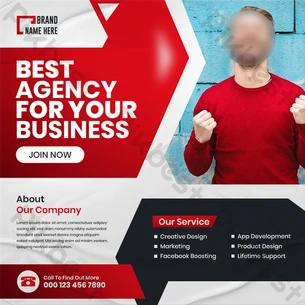 BRAND
NAME HERE
BEST
AGENCY
FOR YOUR
BUSINESS
JOIN NOW
About
Our Company
Our Service
Creative Design
Marketing
Facebook Boosting
App Development
Product Design
Lifetime Support
Call To Find Out More
000 123 456 7890